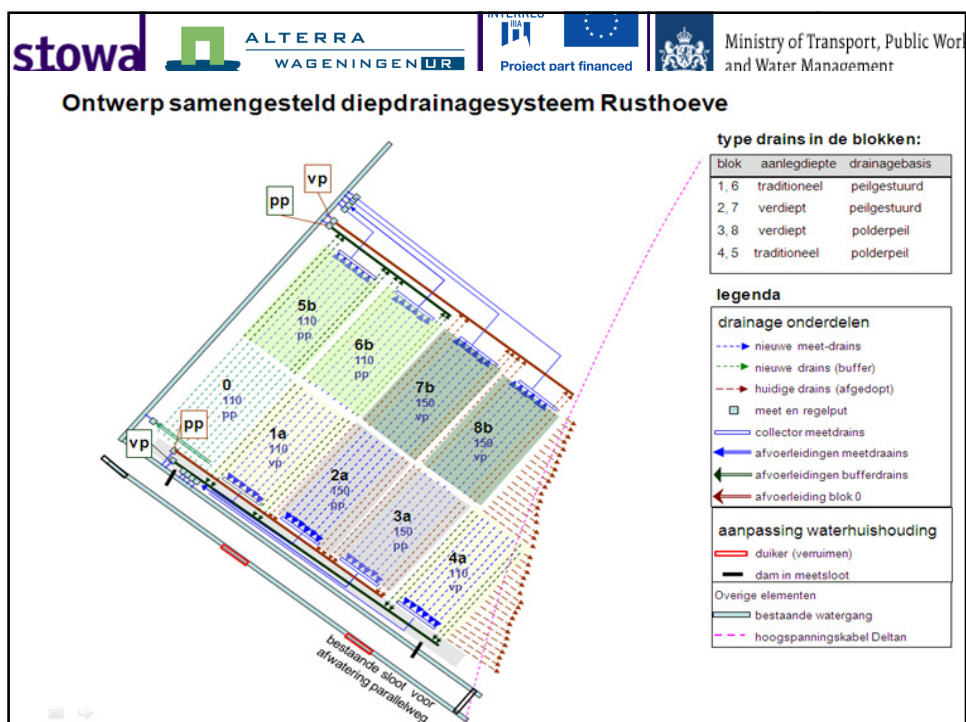 stowa
ALTERRA
WAGENINGEN UR
INTERREG
IIIA
Project part financed
Ministry of Transport, Public Wor
and Water Management
Ontwerp samengesteld diepdrainagesysteem Rusthoeve
type drains in de blokken:
blok aanlegdiepte drainagebasis
1, 6 traditioneel peilgestuurd
2, 7 verdiept peilgestuurd
3, 8 verdiept polderpeil
4, 5 traditioneel polderpeil
legenda
drainage onderdelen
nieuwe meet-drains
nieuwe drains (buffer)
huidige drains (afgedopt)
meet en regelput
collector meetdrains
afvoerleidingen meetdraains
afvoerleidingen bufferdrains
afvoerleiding blok 0
aanpassing waterhuishouding
duiker (verruimen)
dam in meetsloot
Overige elementen
bestaande watergang
hoogspanningskabel Deltan
vp
pp
5b
110
pp
6b
110
pp
7b
150
vp
8b
150
vp
0
110
pp
1a
110
vp
2a
150
pp
3a
150
pp
4a
110
vp
pp
vp
bestaande sloot voor
afwatering parallelweg